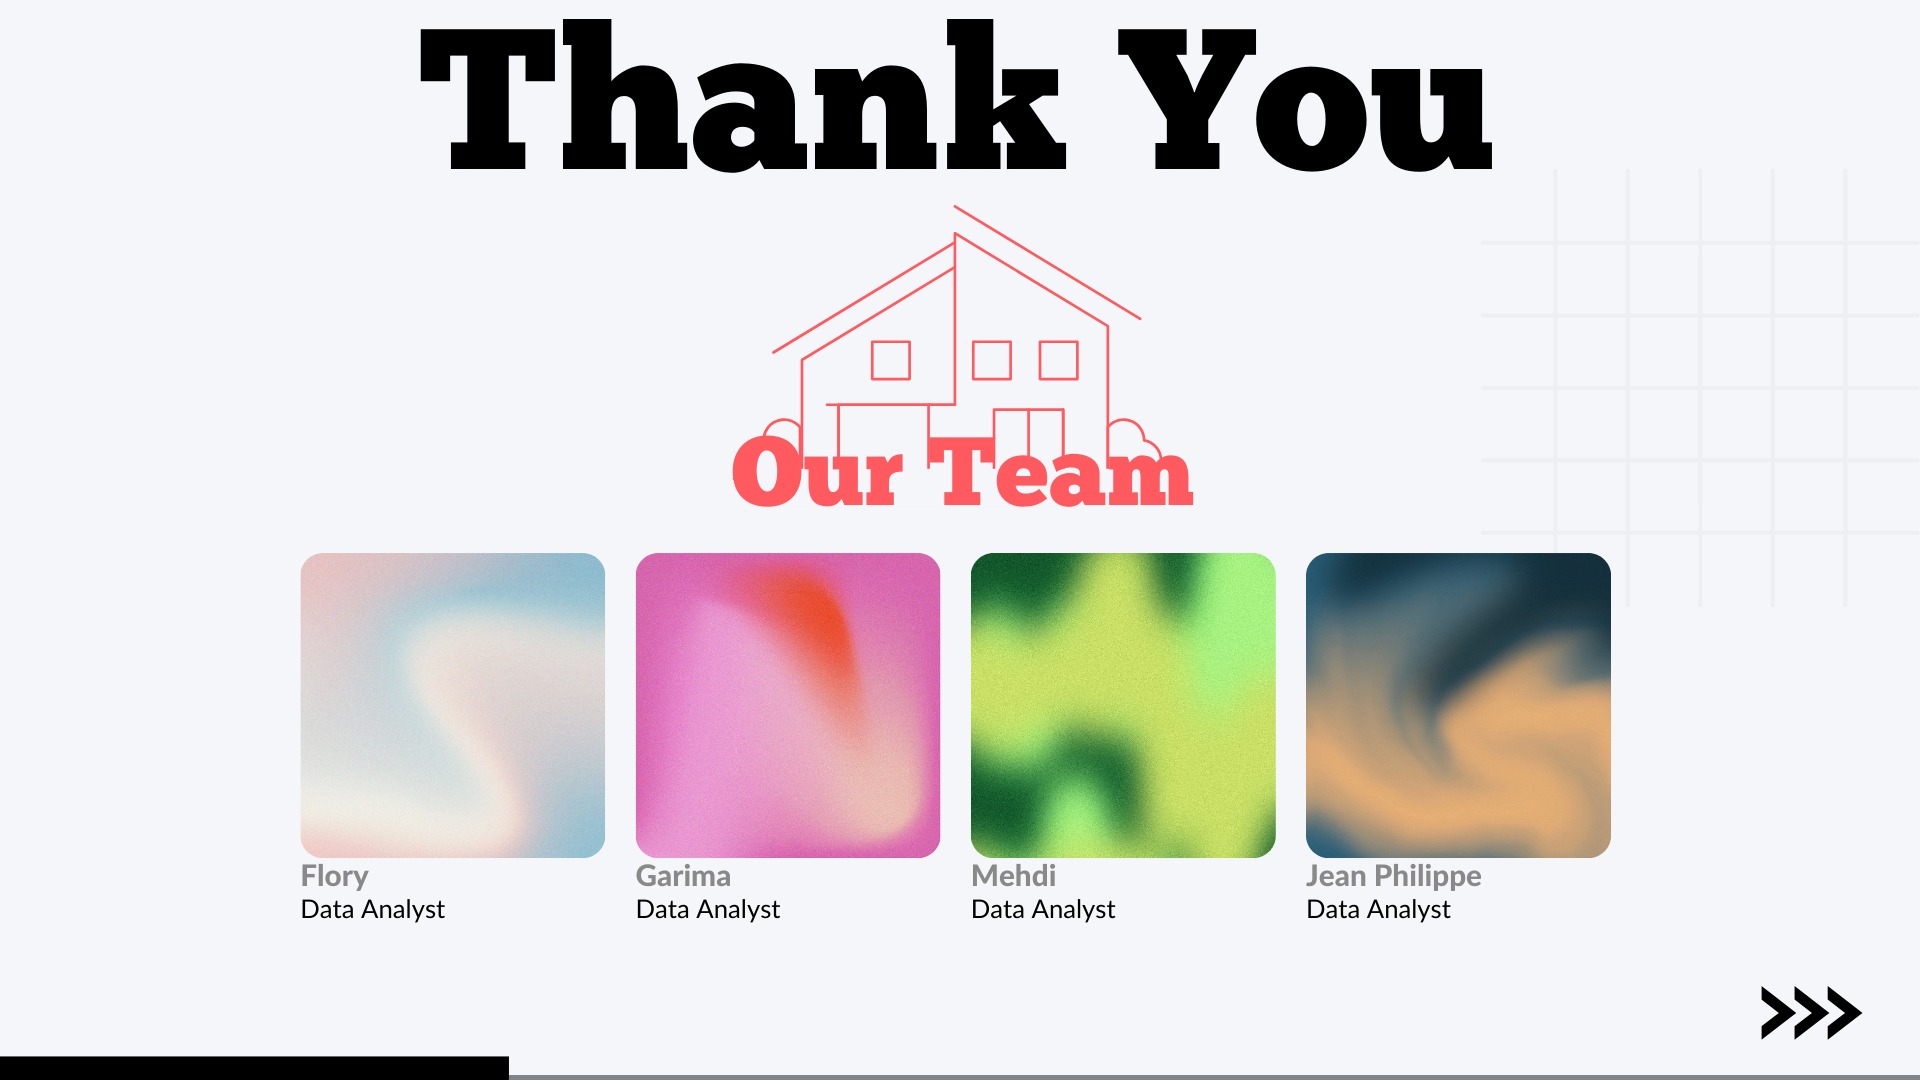 Thank You
Our Team
Flory
Data Analyst
Garima
Data Analyst
Mehdi
Data Analyst
Jean Philippe
Data Analyst